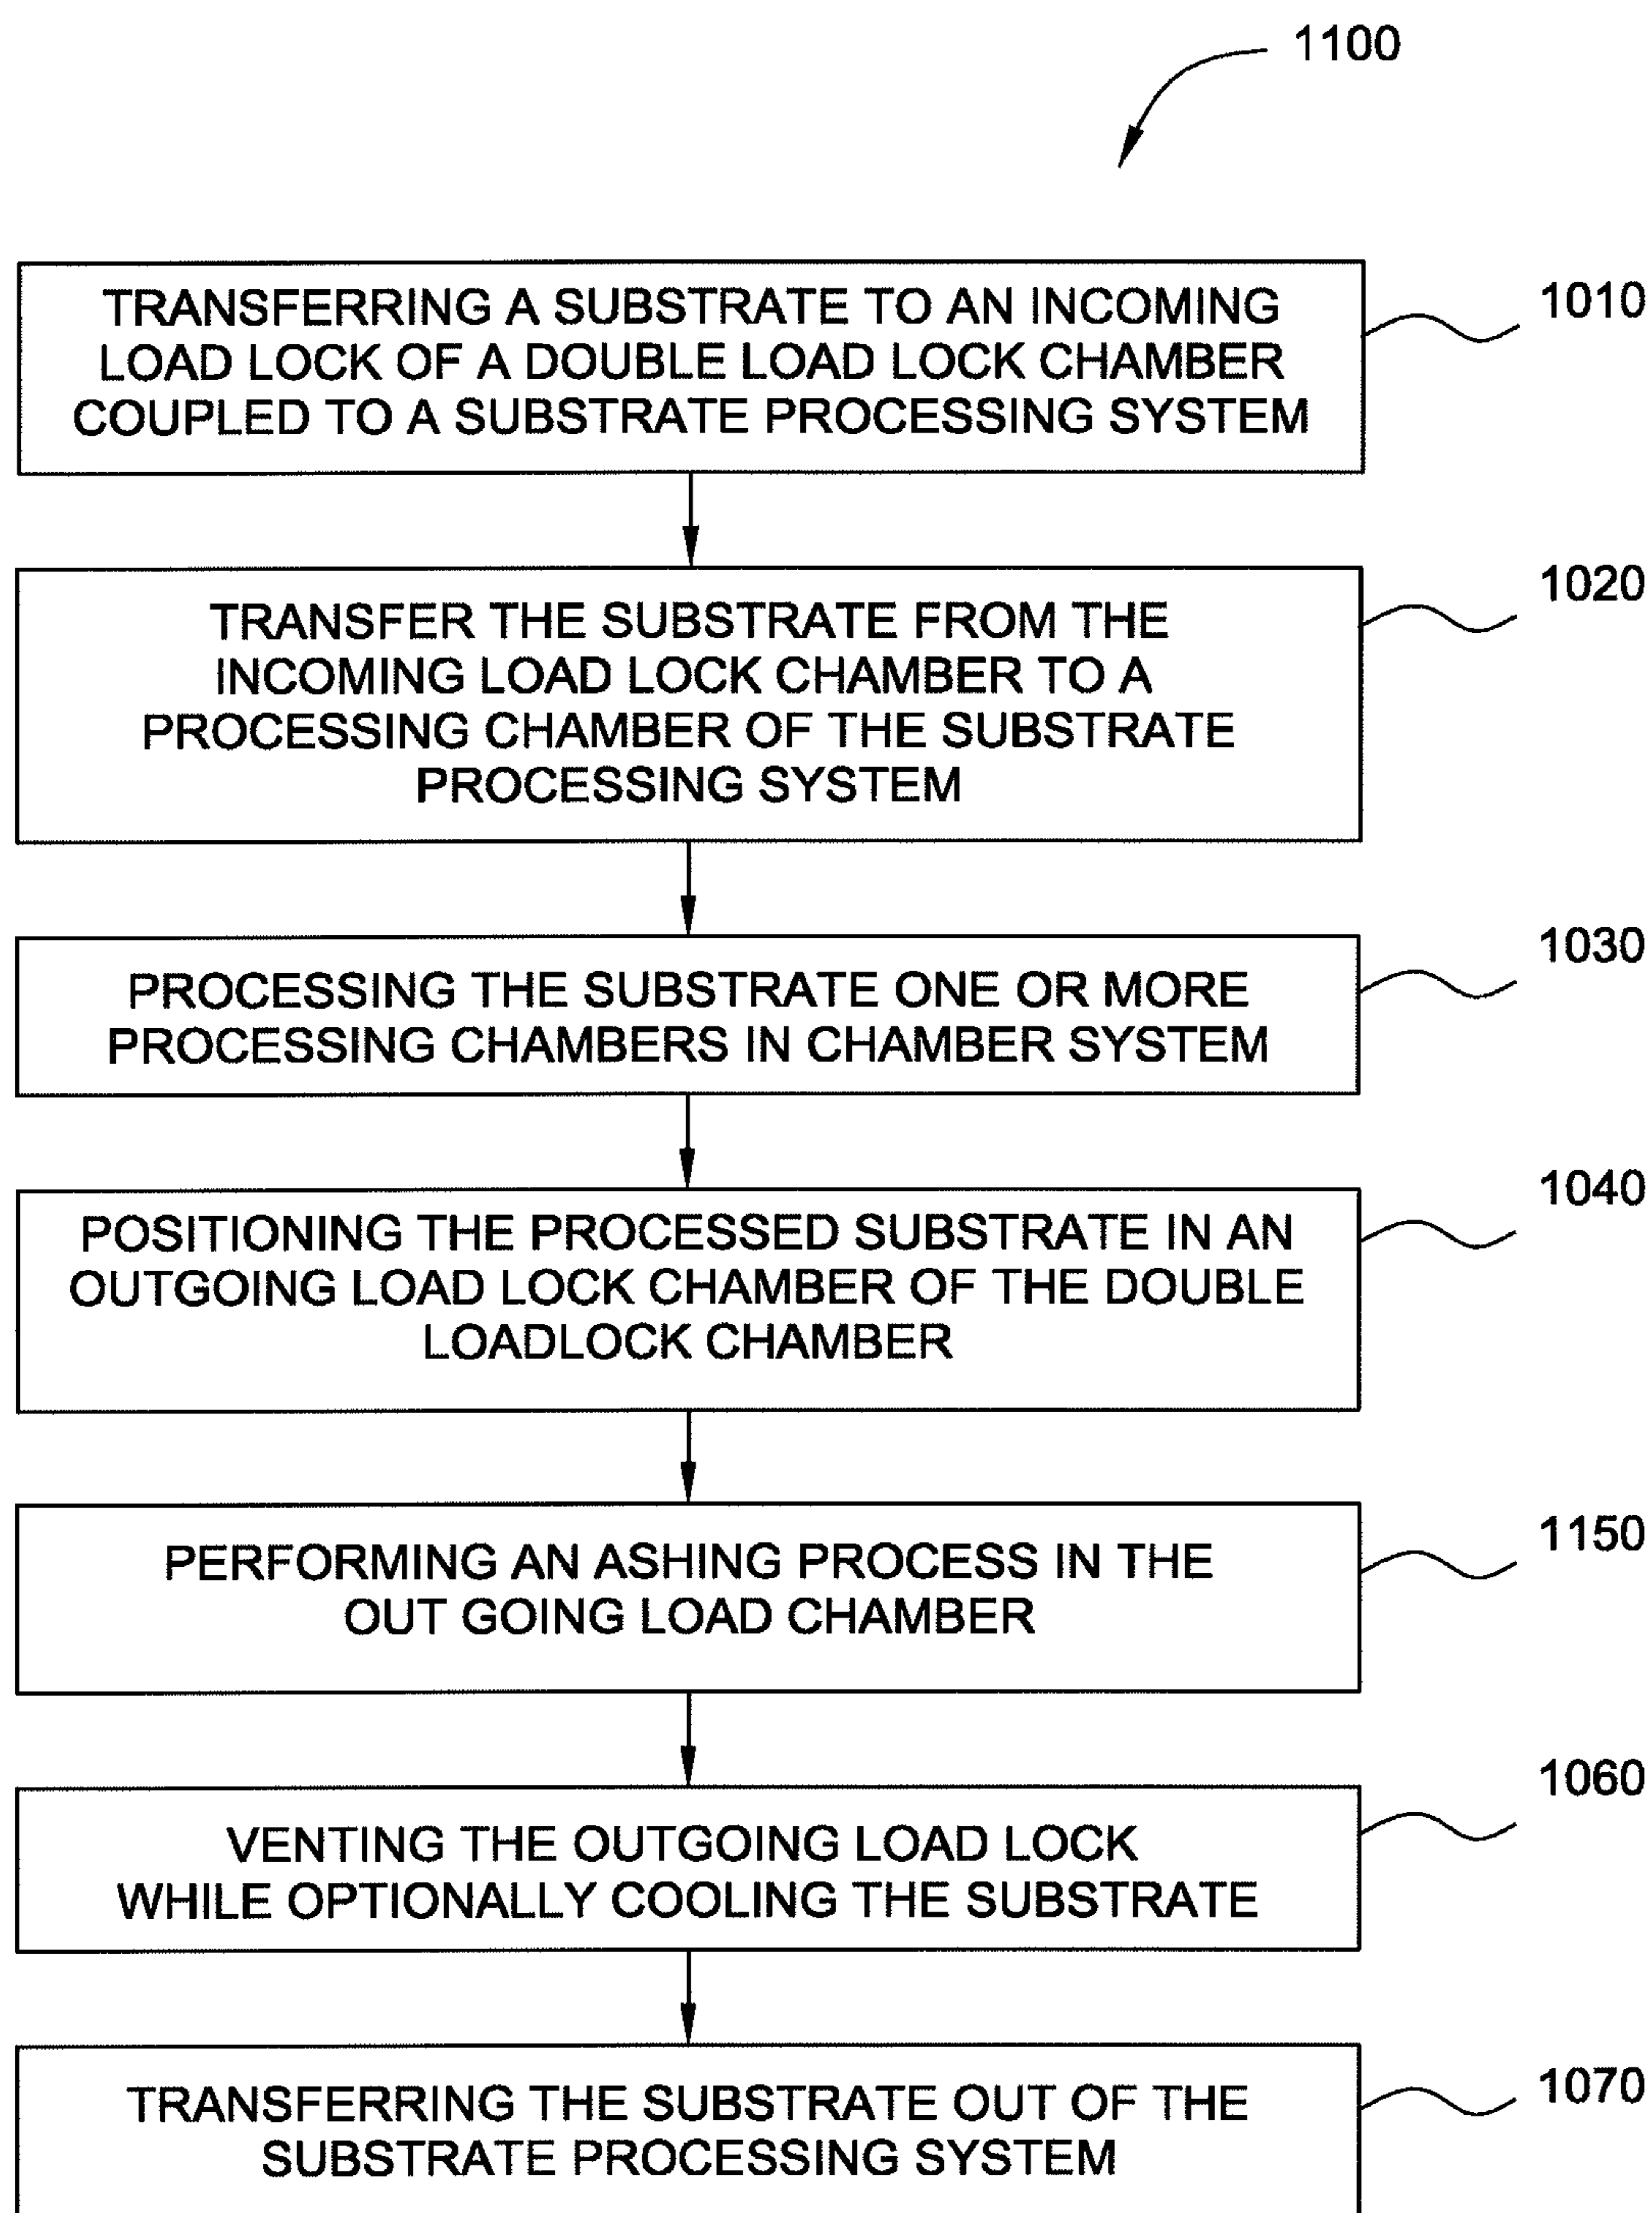 1100
TRANSFERRING A SUBSTRATE TO AN INCOMING
LOAD LOCK OF A DOUBLE LOAD LOCK CHAMBER
COUPLED TO A SUBSTRATE PROCESSING SYSTEM
1010
TRANSFER THE SUBSTRATE FROM THE
INCOMING LOAD LOCK CHAMBER TO A
PROCESSING CHAMBER OF THE SUBSTRATE
PROCESSING SYSTEM
1020
PROCESSING THE SUBSTRATE ONE OR MORE
PROCESSING CHAMBERS IN CHAMBER SYSTEM
1030
POSITIONING THE PROCESSED SUBSTRATE IN AN
OUTGOING LOAD LOCK CHAMBER OF THE DOUBLE
LOADLOCK CHAMBER
1040
PERFORMING AN ASHING PROCESS IN THE
OUT GOING LOAD CHAMBER
1150
VENTING THE OUTGOING LOAD LOCK
WHILE OPTIONALLY COOLING THE SUBSTRATE
1060
TRANSFERRING THE SUBSTRATE OUT OF THE
SUBSTRATE PROCESSING SYSTEM
1070